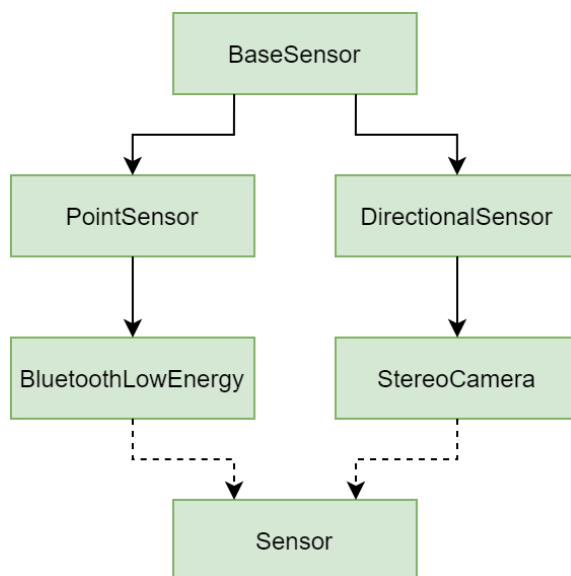 BaseSensor
PointSensor
DirectionalSensor
BluetoothLowEnergy
StereoCamera
Sensor